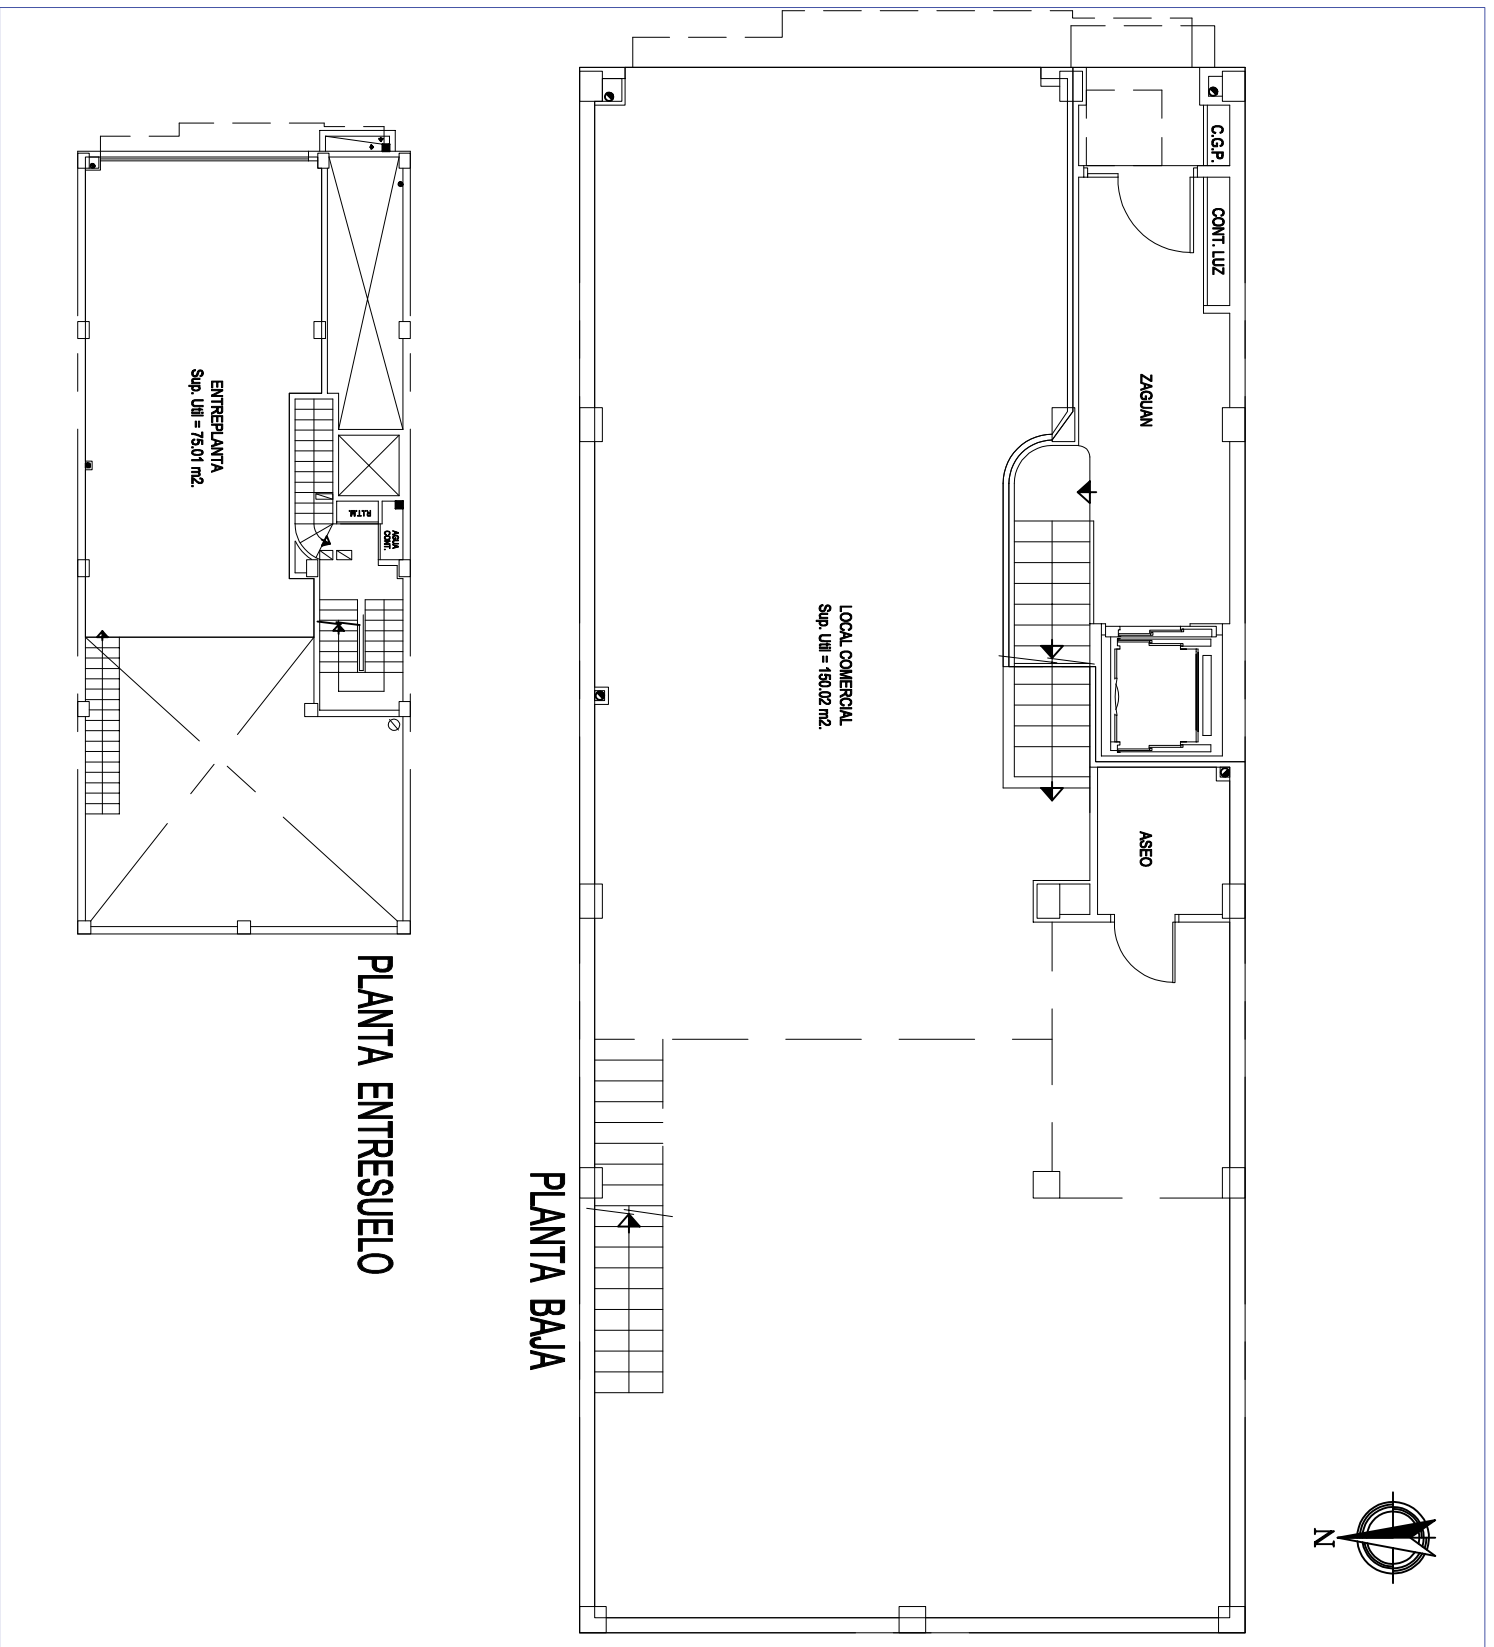 C.G.P.
CONT. LUZ
ZAGUAN
LOCAL COMERCIAL
Sup. Util = 150.02 m2.
ASEO
PLANTA BAJA
ENTREPLANTA
Sup. Util = 75.01 m2.
R.I.T.M.
AGUA
CONT.
PLANTA ENTRESUELO
N